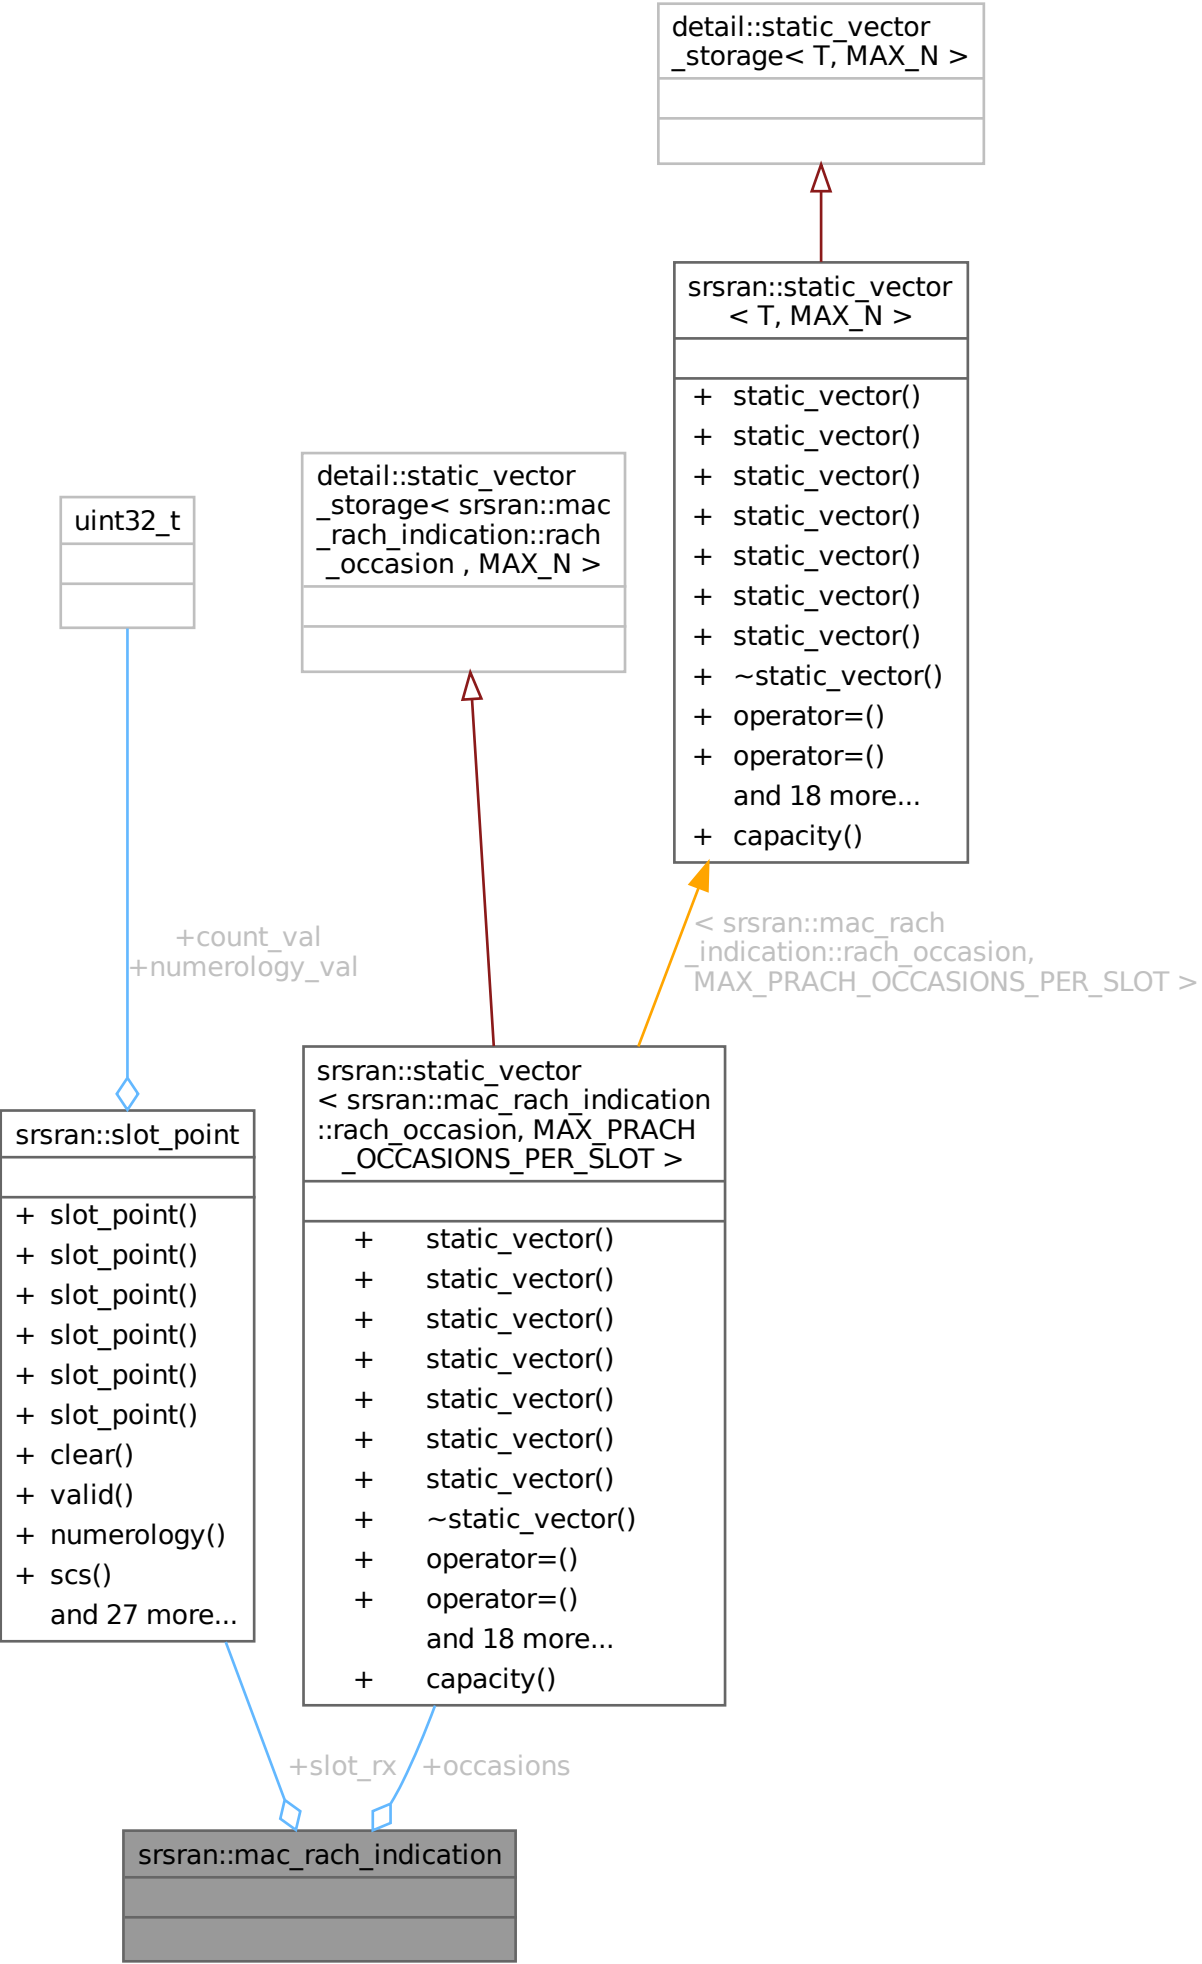 detail::static_vector
_storage< T, MAX_N >
srsran::static_vector
< T, MAX_N >
+ static_vector()
+ static_vector()
+ static_vector()
+ static_vector()
+ static_vector()
+ static_vector()
+ static_vector()
+ ~static_vector()
+ operator=()
+ operator=()
and 18 more...
+ capacity()
detail::static_vector
_storage< srsran::mac
_rach_indication::rach
_occasion , MAX_N >
uint32_t
+count_val
+numerology_val
< srsran::mac_rach
_indication::rach_occasion,
MAX_PRACH_OCCASIONS_PER_SLOT >
srsran::slot_point
+ slot_point()
+ slot_point()
+ slot_point()
+ slot_point()
+ slot_point()
+ slot_point()
+ clear()
+ valid()
+ numerology()
+ scs()
and 27 more...
srsran::static_vector
< srsran::mac_rach_indication
::rach_occasion, MAX_PRACH
_OCCASIONS_PER_SLOT >
+ static_vector()
+ static_vector()
+ static_vector()
+ static_vector()
+ static_vector()
+ static_vector()
+ static_vector()
+ ~static_vector()
+ operator=()
+ operator=()
and 18 more...
+ capacity()
+slot_rx
+occasions
srsran::mac_rach_indication